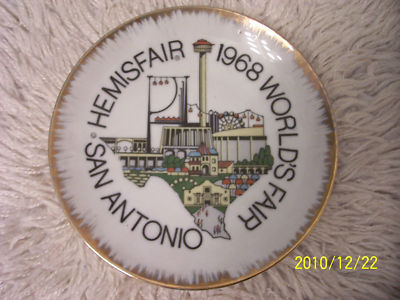 HEMISFAIR® 1968 WORLD'S FAIR
SAN ANTONIO
2010/12/22